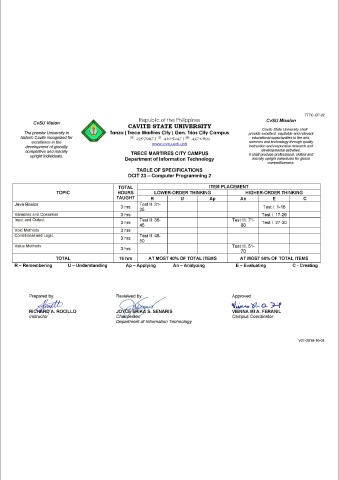 TTTC-QF-02
CvSU Vision
The premier University in
historic Cavite recognized for
excellence in the
development of globally
competitive and morally
upright individuals.
Republic of the Philippines
CAVITE STATE UNIVERSITY
Tanza | Trece Martires City | Gen. Trias City Campus
www.cvsu.edu.ph
TRECE MARTIRES CITY CAMPUS
Department of Information Technology
CvSU Mission
Cavite State University shall
provide excellent, equitable and relevant
educational opportunities in the arts,
sciences and technology through quality
instruction and responsive research and
development activities.
It shall produce professional, skilled and
morally upright individuals for global
competitiveness.
TABLE OF SPECIFICATIONS
DCIT 23 – Computer Programming 2
TOPIC TOTAL HOURS TAUGHT ITEM PLACEMENT
LOWER-ORDER THINKING HIGHER-ORDER THINKING
R U Ap An E C
Java Basics 3 hrs Test II. 31-35 Test I. 1-16
Variables and Operators 3 hrs Test I. 17-26
Input and Output 3 hrs Test II. 36-45 Test III. 71-80 Test I. 27-30
Void Methods 2 hrs
Conditional and Logic 3 hrs Test II. 46-50
Value Methods 3 hrs Test III. 51-70
TOTAL 16 hrs AT MOST 40% OF TOTAL ITEMS AT MOST 60% OF TOTAL ITEMS
R – Remembering U – Understanding Ap – Applying An – Analyzing E – Evaluating C - Creating
Prepared by: Reviewed by: Approved:
RICHARD A. ROCILLO JOYCE ERIKA S. SENARIS VIENNA MI A. FERANIL
Instructor Chairperson Campus Coordinator
Department of Information Technology
V01-2018-10-01